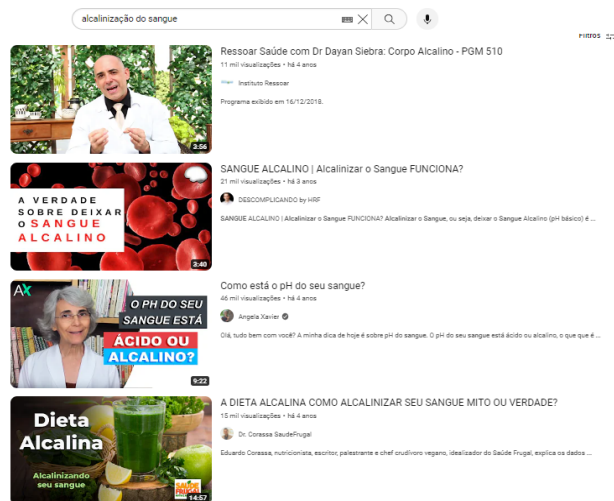 alcalinização do sangue
Filtros
Ressoar Saúde com Dr Dayan Siebra: Corpo Alcalino - PGM 510
11 mil visualizações • há 4 anos
Instituto Ressoar
Programa exibido em 16/12/2018.
3:56
SANGUE ALCALINO | Alcalinizar o Sangue FUNCIONA?
21 mil visualizações • há 3 anos
DESCOMPLICANDO by HRF
SANGUE ALCALINO | Alcalinizar o Sangue FUNCIONA? Alcalinizar o Sangue, ou seja, deixar o Sangue Alcalino (pH básico) é ...
A VERDADE
SOBRE DEIXAR
O SANGUE
ALCALINO
3:40
Como está o pH do seu sangue?
46 mil visualizações • há 4 anos
Angela Xavier
Olá, tudo bem com você? A minha dica de hoje é sobre pH do sangue. O pH do seu sangue está ácido ou alcalino, o que que é ...
AX
O PH DO SEU
SANGUE ESTÁ
ÁCIDO OU
ALCALINO?
9:22
A DIETA ALCALINA COMO ALCALINIZAR SEU SANGUE MITO OU VERDADE?
15 mil visualizações • há 4 anos
Dr. Corassa SaudeFrugal
Eduardo Corassa, nutricionista, escritor, palestrante e chef crudívoro vegano, idealizador do Saúde Frugal, explica os dados ...
Dieta
Alcalina
Alcalinizando
seu sangue
SAÚDE
FRUGAL
14:57